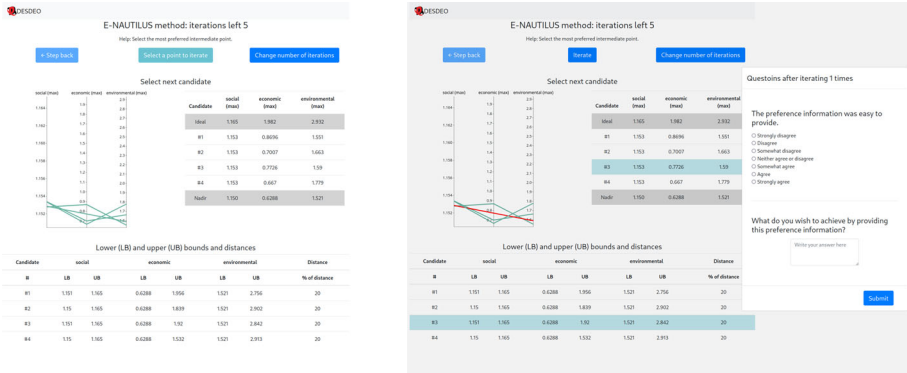 DESDEO
E-NAUTILUS method: iterations left 5
Help: Select the most preferred intermediate point.
← Step back
Select a point to iterate
Change number of iterations
Select next candidate
social (max) economic (max) environmental (max)
Candidate social (max) economic (max) environmental (max)
Ideal 1.165 1.982 2.932
#1 1.153 0.8696 1.551
#2 1.153 0.7007 1.663
#3 1.153 0.7726 1.59
#4 1.153 0.667 1.779
Nadir 1.150 0.6288 1.521
Lower (LB) and upper (UB) bounds and distances
Candidate social economic environmental Distance
# LB UB LB UB LB UB % of distance
#1 1.151 1.165 0.6288 1.956 1.521 2.756 20
#2 1.15 1.165 0.6288 1.839 1.521 2.902 20
#3 1.151 1.165 0.6288 1.92 1.521 2.842 20
#4 1.15 1.165 0.6288 1.532 1.521 2.913 20
DESDEO
E-NAUTILUS method: iterations left 5
Help: Select the most preferred intermediate point.
← Step back
Iterate
Change number of iterations
Select next candidate
social (max) economic (max) environmental (max)
Candidate social (max) economic (max) environmental (max)
Ideal 1.165 1.982 2.932
#1 1.153 0.8696 1.551
#2 1.153 0.7007 1.663
#3 1.153 0.7726 1.59
#4 1.153 0.667 1.779
Nadir 1.150 0.6288 1.521
Lower (LB) and upper (UB) bounds and distances
Candidate social economic environmental Distance
# LB UB LB UB LB UB % of distance
#1 1.151 1.165 0.6288 1.956 1.521 2.756 20
#2 1.15 1.165 0.6288 1.839 1.521 2.902 20
#3 1.151 1.165 0.6288 1.92 1.521 2.842 20
#4 1.15 1.165 0.6288 1.532 1.521 2.913 20
Questoins after iterating 1 times
The preference information was easy to
provide.
Strongly disagree
Disagree
Somewhat disagree
Neither agree or disagree
Somewhat agree
Agree
Strongly agree
What do you wish to achieve by providing
this preference information?
Write your answer here
Submit